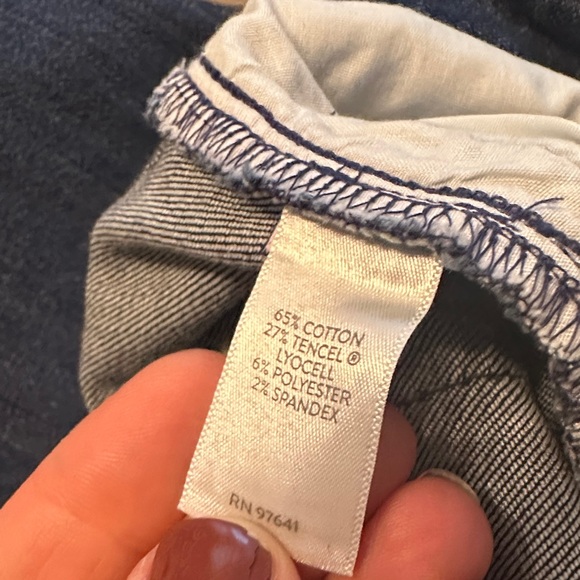 65% COTTON
27% TENCEL®
LYOCELL
6% POLYESTER
2% SPANDEX
RN 97641